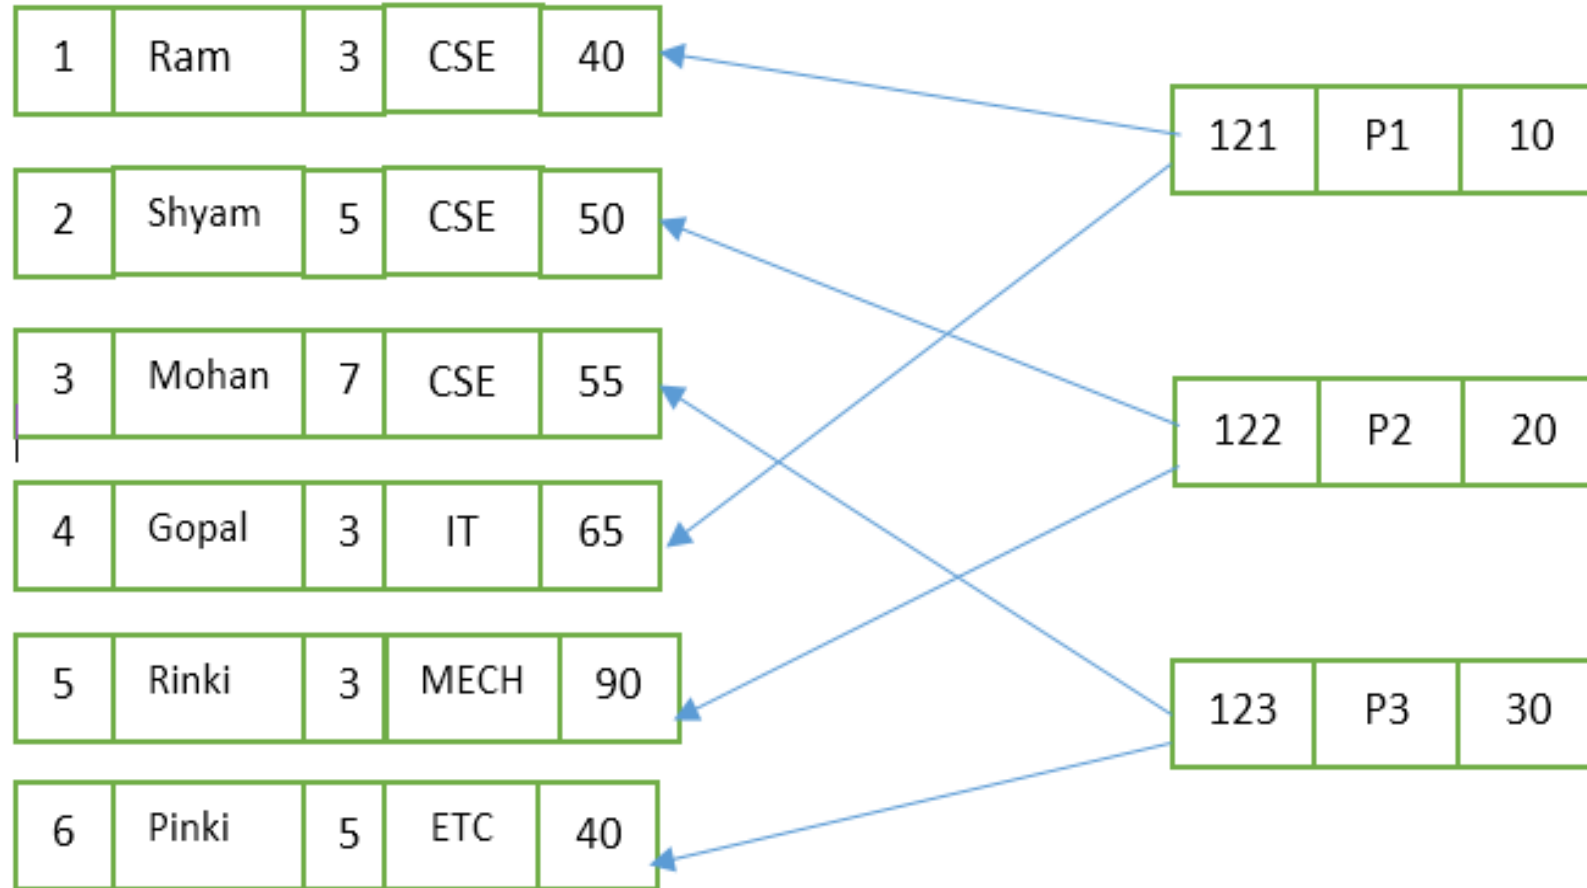 1 Ram 3 CSE 40
2 Shyam 5 CSE 50
3 Mohan 7 CSE 55
4 Gopal 3 IT 65
5 Rinki 3 MECH 90
6 Pinki 5 ETC 40
121 P1 10
122 P2 20
123 P3 30